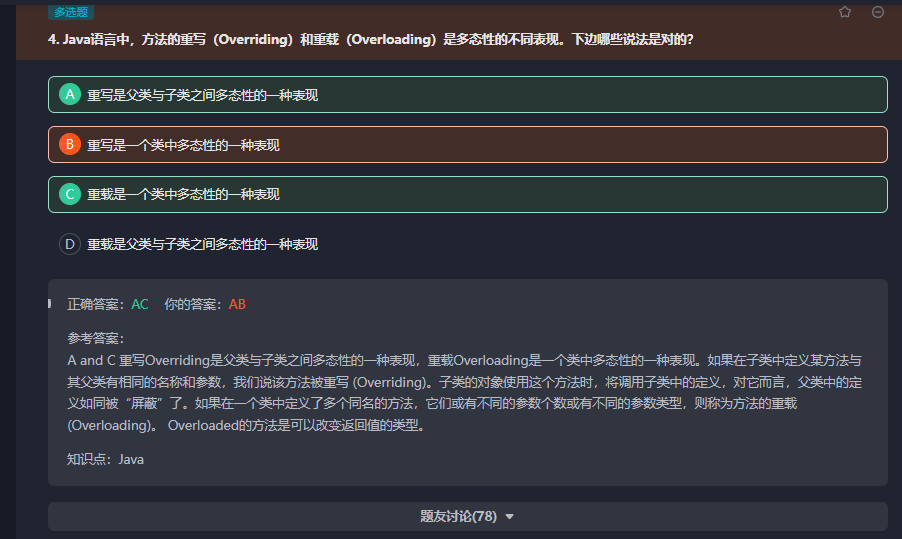 多选题
4. Java语言中，方法的重写（Overriding）和重载（Overloading）是多态性的不同表现。下边哪些说法是对的?
A 重写是父类与子类之间多态性的一种表现
B 重写是一个类中多态性的一种表现
C 重载是一个类中多态性的一种表现
D 重载是父类与子类之间多态性的一种表现
正确答案：AC 你的答案：AB
参考答案：
A and C 重写Overriding是父类与子类之间多态性的一种表现，重载Overloading是一个类中多态性的一种表现。如果在子类中定义某方法与
其父类有相同的名称和参数，我们说该方法被重写 (Overriding)。子类的对象使用这个方法时，将调用子类中的定义，对它而言，父类中的定
义如同被“屏蔽”了。如果在一个类中定义了多个同名的方法，它们或有不同的参数个数或有不同的参数类型，则称为方法的重载
(Overloading)。 Overloaded的方法是可以改变返回值的类型。
知识点：Java
题友讨论(78)